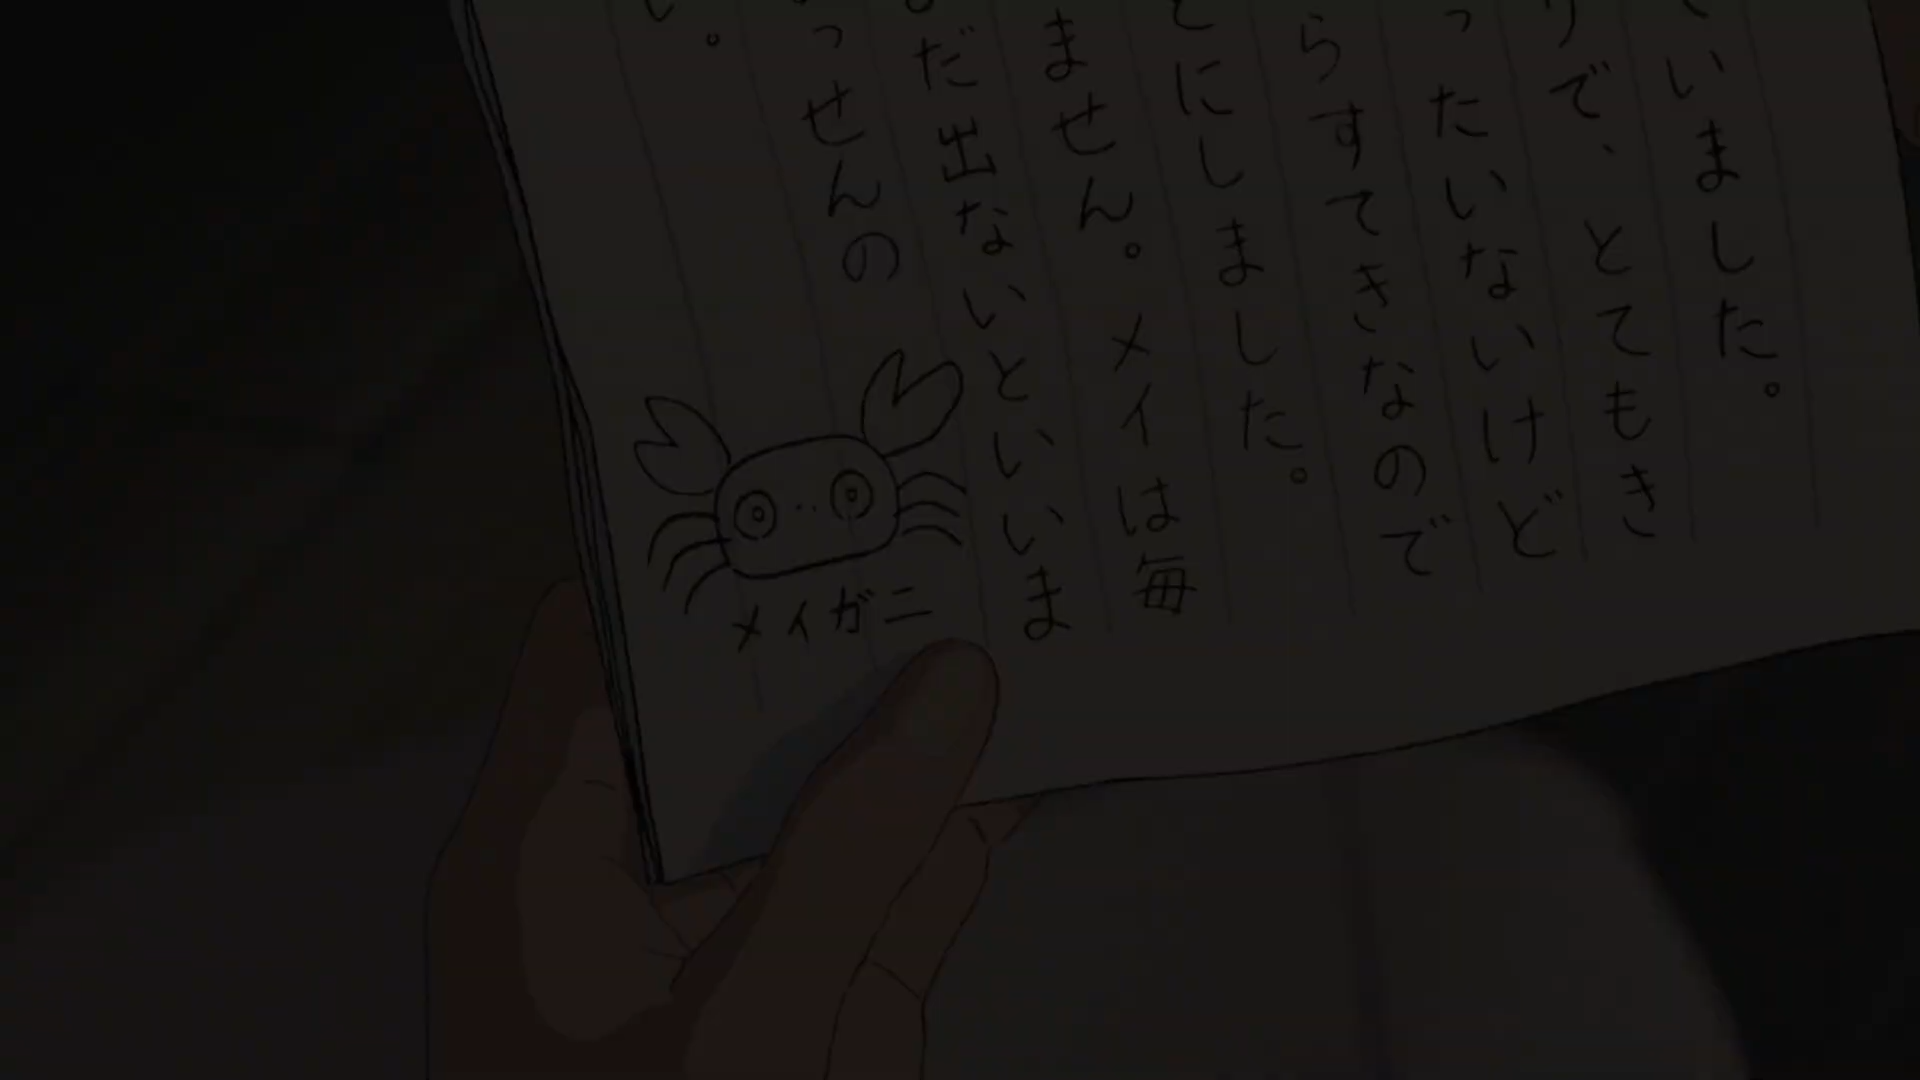 いました。
りで、とてもき
ったいないけど
らすてきなので
とにしました。
ません。メイは毎
だ出ないといいま
っせんの
い。
メイガニ